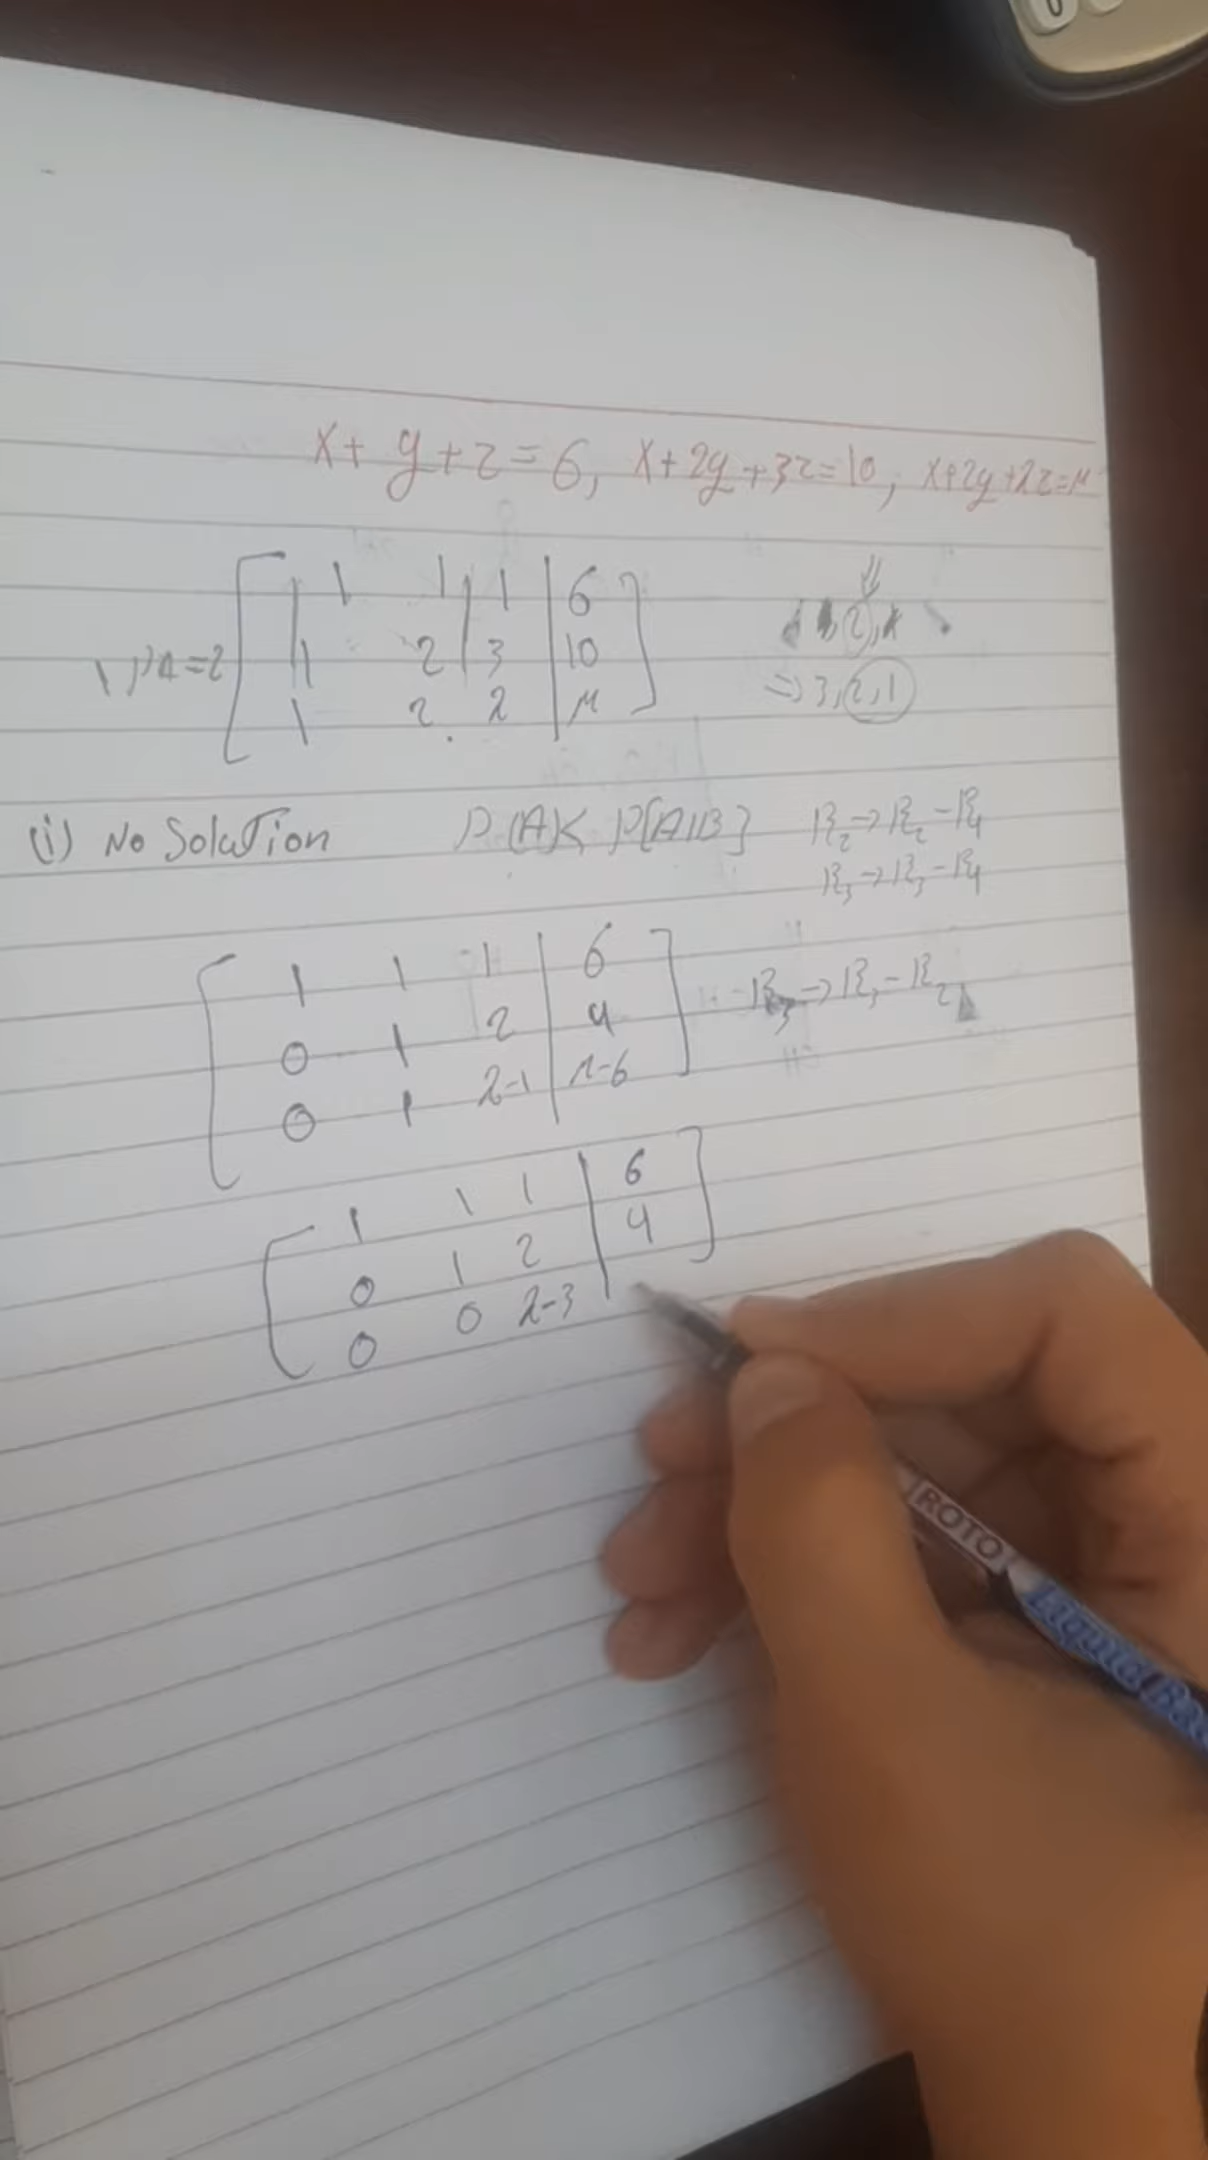 x + y + z = 6, x + 2y + 3z = 10, x + 2y + λz = μ
1 1 1 | 6
1 2 3 | 10
1 2 λ | μ
⇒ 3, 2, 1
(i) No Solution ρ[A] < ρ[A|B] R₂ → R₂ - R₁
R₃ → R₃ - R₁
1 1 1 | 6
0 1 2 | 4
0 1 λ-1 | μ-6
R₃ → R₃ - R₂
1 1 1 | 6
0 1 2 | 4
0 0 λ-3
ROTO
Liquid